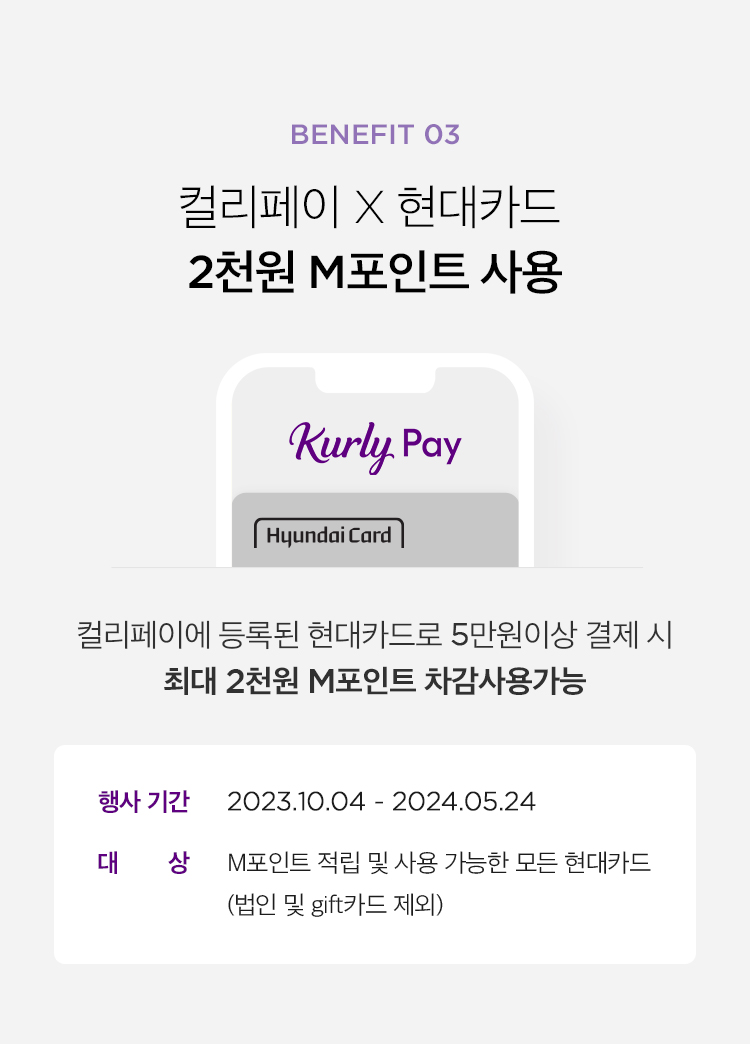 BENEFIT 03
컬리페이 X 현대카드
2천원 M포인트 사용
Kurly Pay
Hyundai Card
컬리페이에 등록된 현대카드로 5만원이상 결제 시
최대 2천원 M포인트 차감사용가능
행사 기간 2023.10.04 - 2024.05.24
대 상 M포인트 적립 및 사용 가능한 모든 현대카드
(법인 및 gift카드 제외)